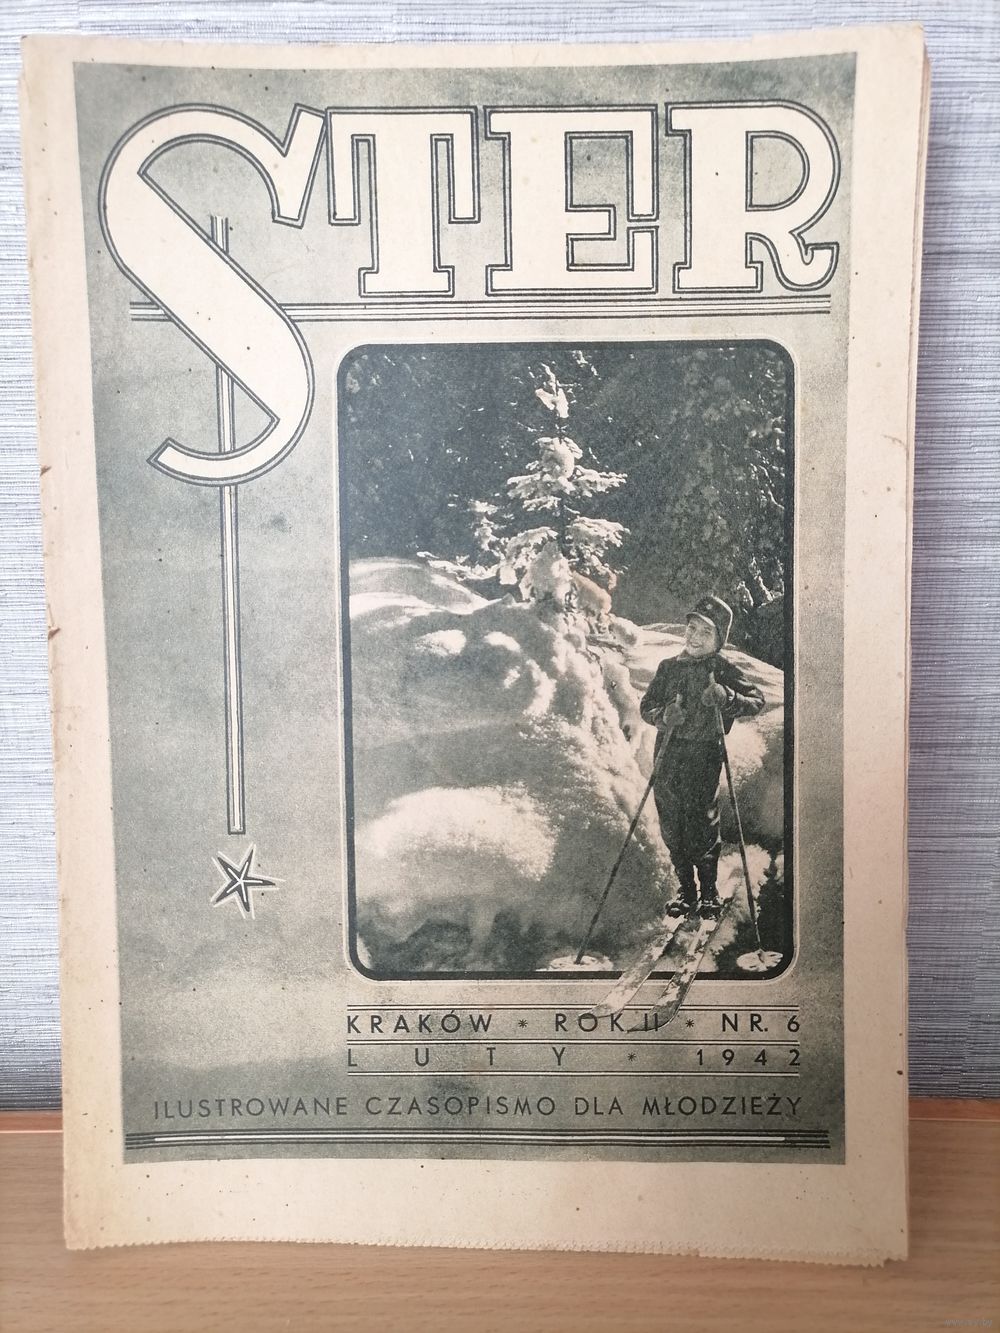 STER
KRAKÓW * ROK II * NR. 6
LUTY * 1942
ILUSTROWANE CZASOPISMO DLA MŁODZIEŻY